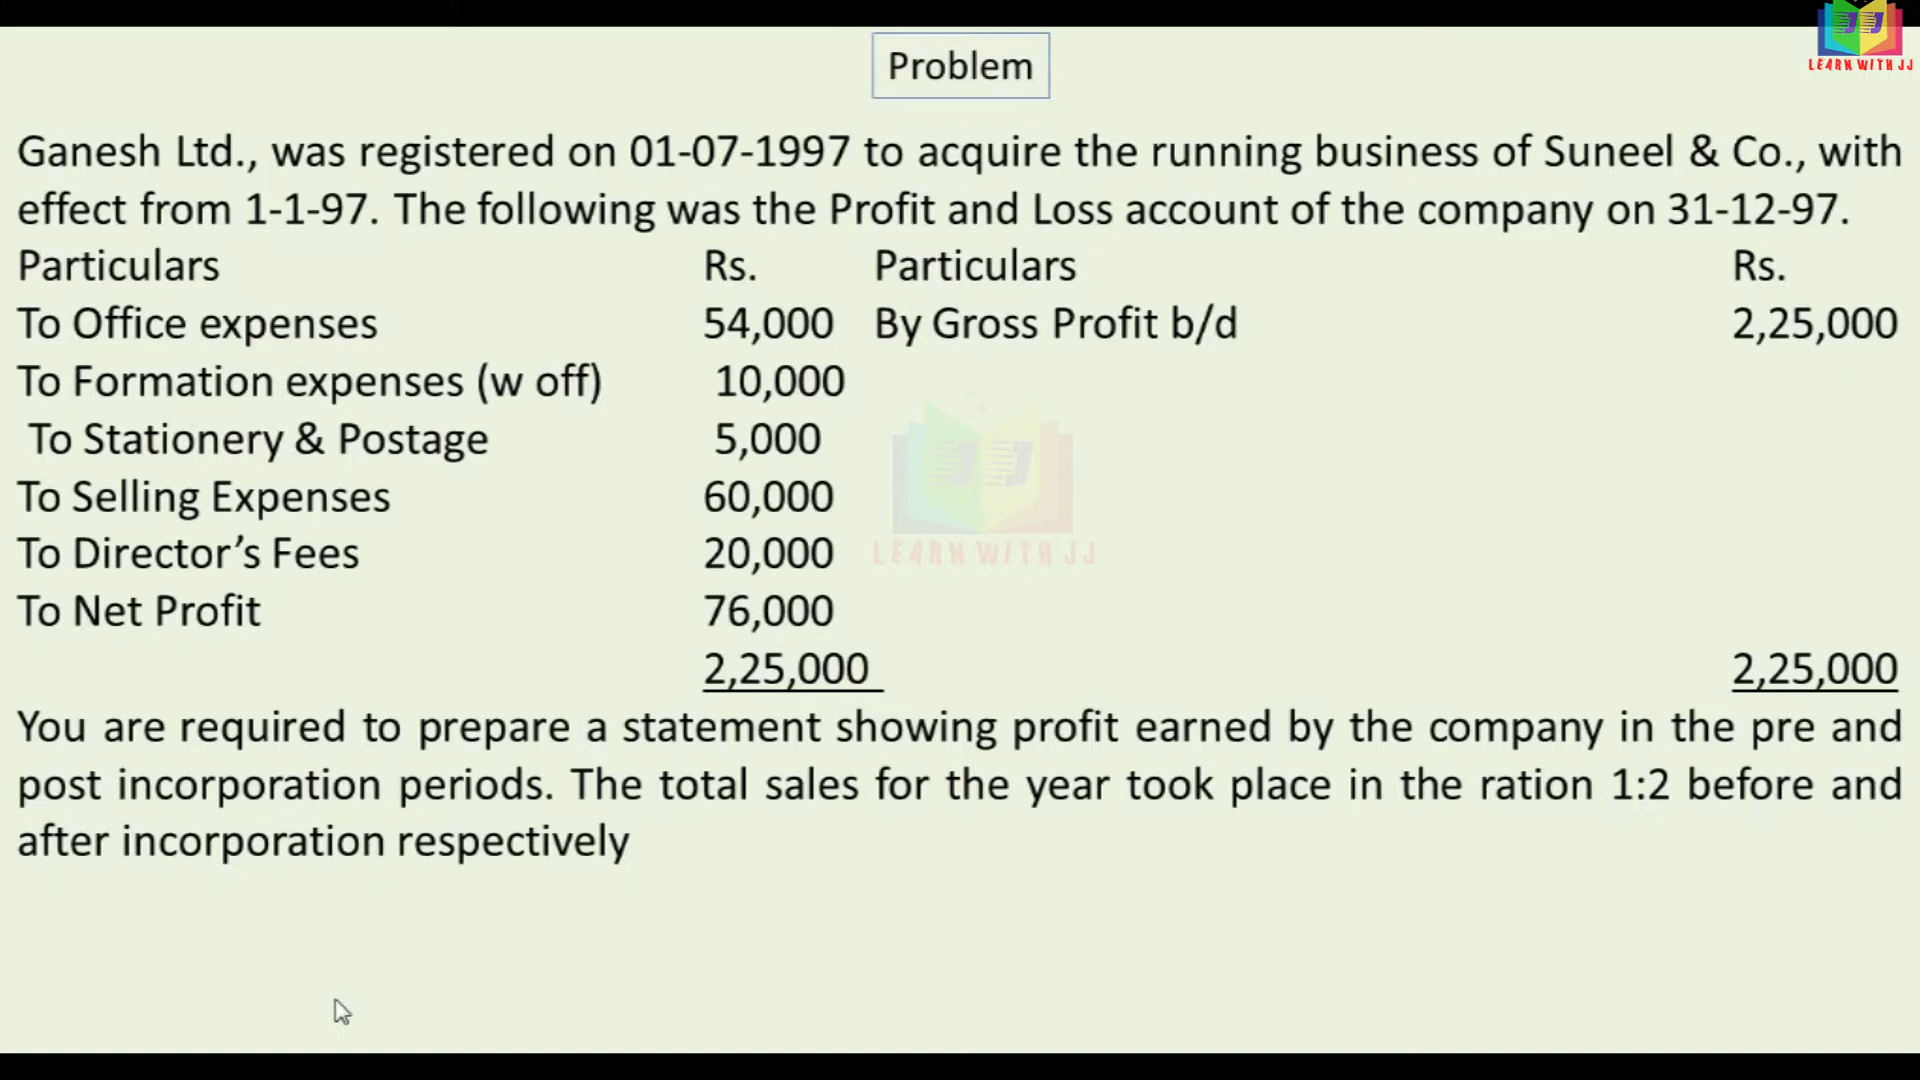 Problem
LEARN WITH JJ
Ganesh Ltd., was registered on 01-07-1997 to acquire the running business of Suneel & Co., with
effect from 1-1-97. The following was the Profit and Loss account of the company on 31-12-97.
Particulars Rs. Particulars Rs.
To Office expenses 54,000 By Gross Profit b/d 2,25,000
To Formation expenses (w off) 10,000
To Stationery & Postage 5,000
To Selling Expenses 60,000
To Director’s Fees 20,000
LEARN WITH JJ
To Net Profit 76,000
2,25,000 2,25,000
You are required to prepare a statement showing profit earned by the company in the pre and
post incorporation periods. The total sales for the year took place in the ration 1:2 before and
after incorporation respectively